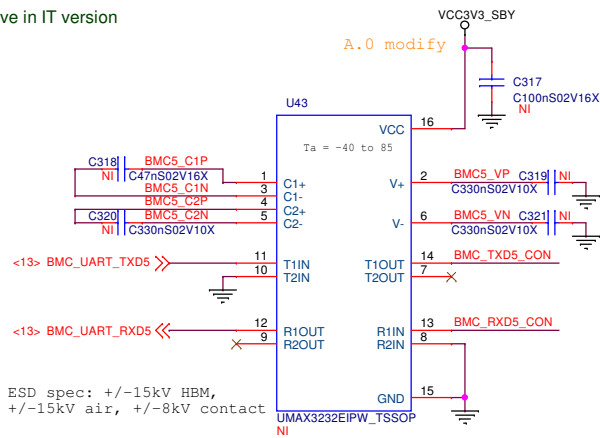 ve in IT version
VCC3V3_SBY
A.0 modify
C317
C100nS02V16X
NI
U43
16
VCC
Ta = -40 to 85
C318
BMC5_C1P
NI
C47nS02V16X
1
C1+
BMC5_C1N
3
C1-
BMC5_C2P
4
C2+
C320
BMC5_C2N
5
C2-
NI
C330nS02V10X
V+
2
BMC5_VP
C319
NI
C330nS02V10X
V-
6
BMC5_VN
C321
NI
C330nS02V10X
<13> BMC_UART_TXD5
11
T1IN
10
T2IN
T1OUT
14
BMC_TXD5_CON
T2OUT
7
<13> BMC_UART_RXD5
12
R1OUT
9
R2OUT
R1IN
13
BMC_RXD5_CON
R2IN
8
GND
15
ESD spec: +/-15kV HBM,
+/-15kV air, +/-8kV contact
UMAX3232EIPW_TSSOP
NI